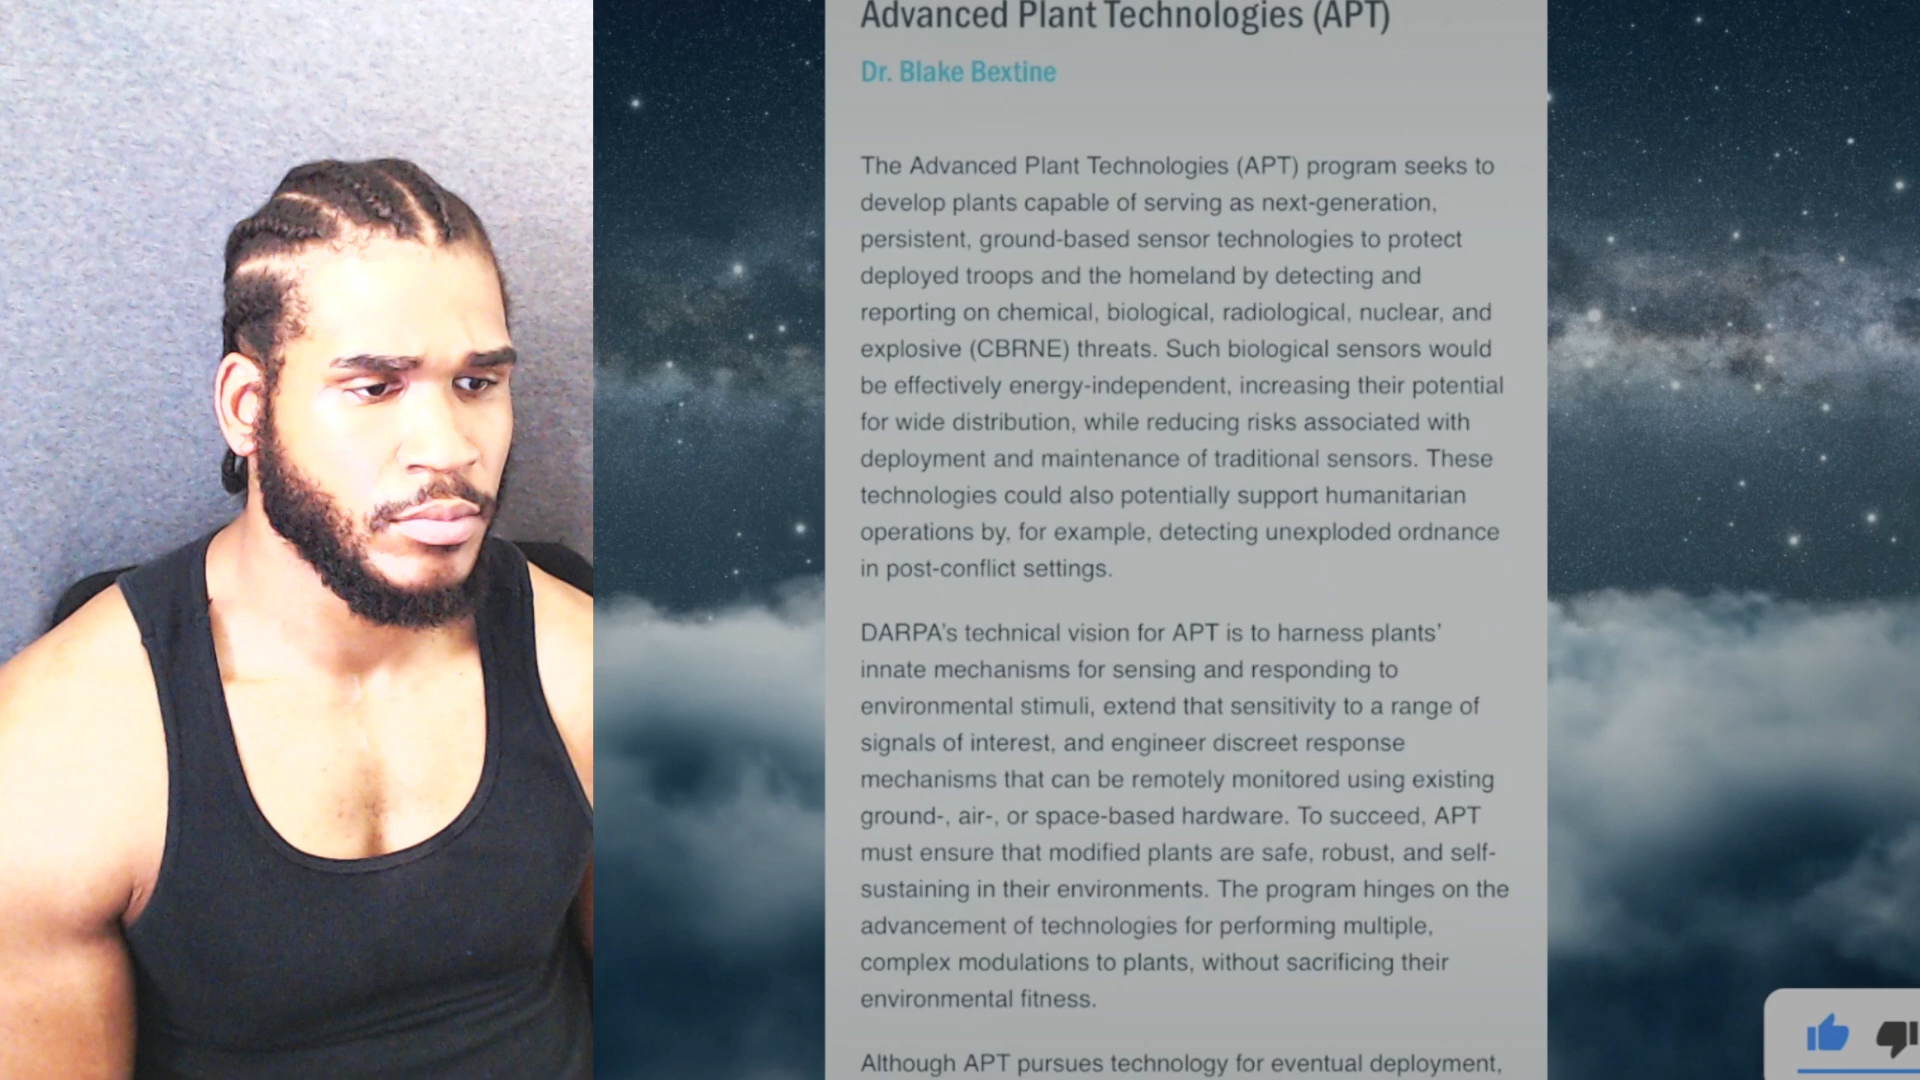 Advanced Plant Technologies (APT)
Dr. Blake Bextine
The Advanced Plant Technologies (APT) program seeks to
develop plants capable of serving as next-generation,
persistent, ground-based sensor technologies to protect
deployed troops and the homeland by detecting and
reporting on chemical, biological, radiological, nuclear, and
explosive (CBRNE) threats. Such biological sensors would
be effectively energy-independent, increasing their potential
for wide distribution, while reducing risks associated with
deployment and maintenance of traditional sensors. These
technologies could also potentially support humanitarian
operations by, for example, detecting unexploded ordnance
in post-conflict settings.
DARPA’s technical vision for APT is to harness plants’
innate mechanisms for sensing and responding to
environmental stimuli, extend that sensitivity to a range of
signals of interest, and engineer discreet response
mechanisms that can be remotely monitored using existing
ground-, air-, or space-based hardware. To succeed, APT
must ensure that modified plants are safe, robust, and self-
sustaining in their environments. The program hinges on the
advancement of technologies for performing multiple,
complex modulations to plants, without sacrificing their
environmental fitness.
Although APT pursues technology for eventual deployment,